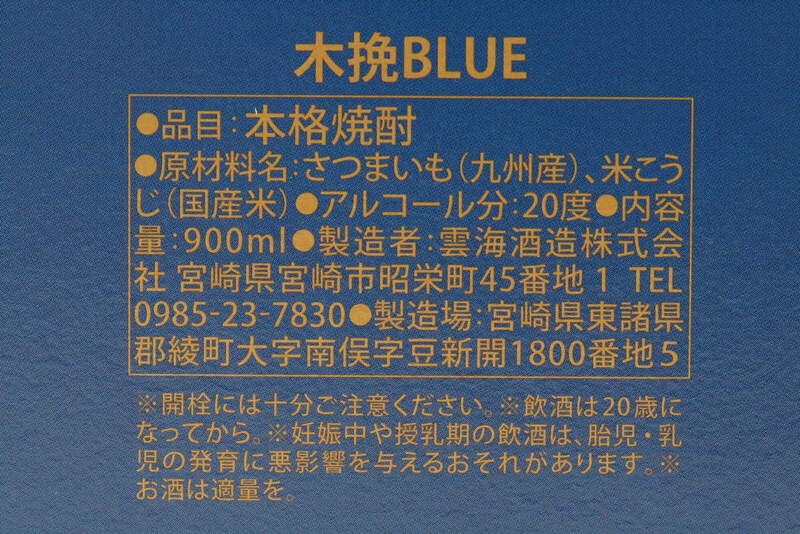 木挽BLUE
●品目:本格焼酎
●原材料名:さつまいも(九州産)、米こう
じ(国産米)●アルコール分:20度●内容
量:900ml●製造者:雲海酒造株式会
社 宮崎県宮崎市昭栄町45番地1 TEL
0985-23-7830●製造場:宮崎県東諸県
郡綾町大字南俣字豆新開1800番地5
※開栓には十分ご注意ください。※飲酒は20歳に
なってから。※妊娠中や授乳期の飲酒は、胎児・乳
児の発育に悪影響を与えるおそれがあります。※
お酒は適量を。